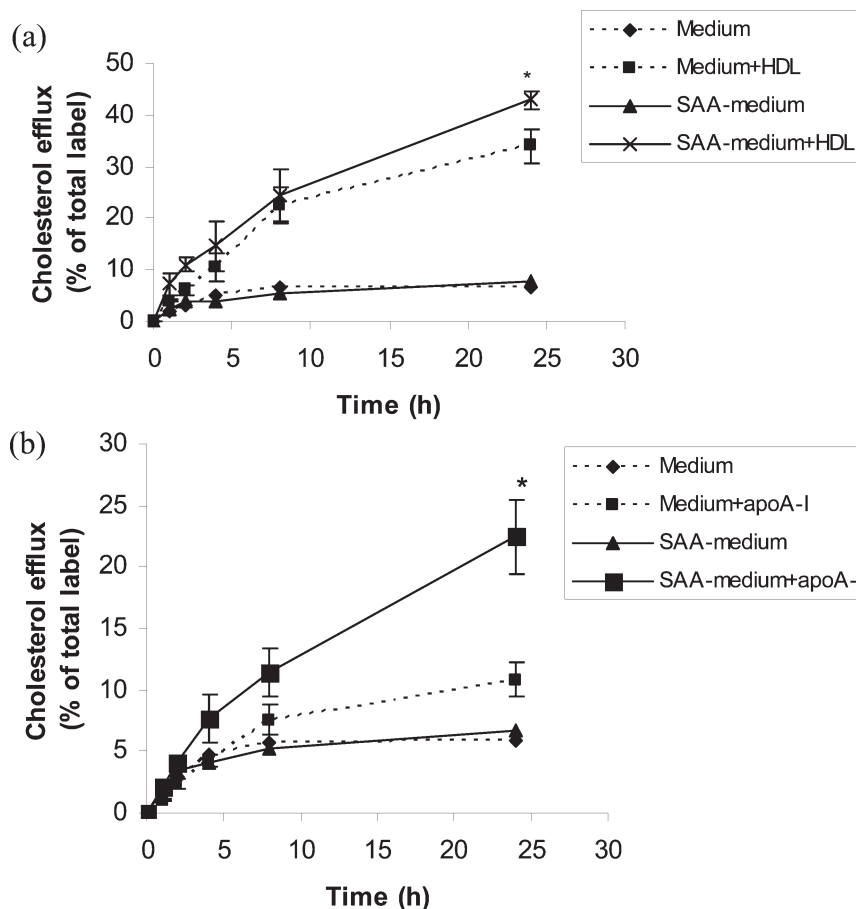 (a)
Cholesterol efflux
(% of total label)
50
40
30
20
10
0
*
0 5 10 15 20 25 30
Time (h)
Medium
Medium+HDL
SAA-medium
SAA-medium+HDL
(b)
Cholesterol efflux
(% of total label)
30
25
20
15
10
5
0
*
0 5 10 15 20 25 30
Time (h)
Medium
Medium+apoA-I
SAA-medium
SAA-medium+apoA-